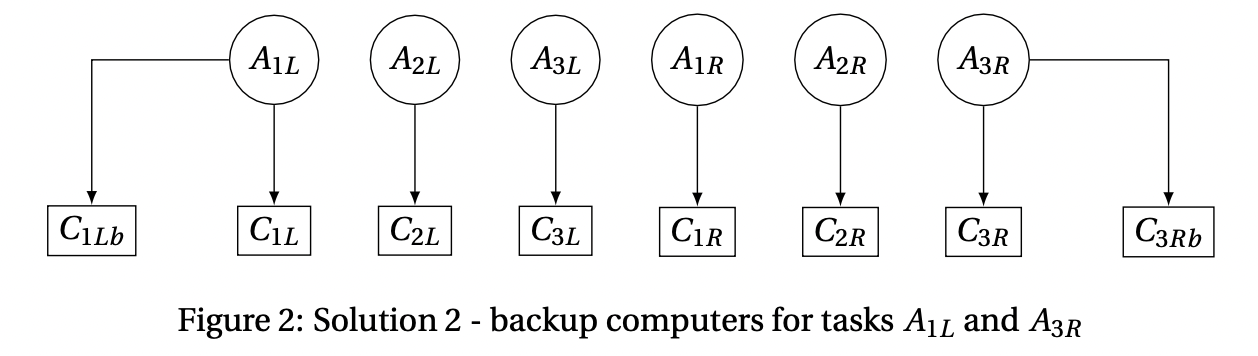 A1L A2L A3L A1R A2R A3R
C1Lb C1L C2L C3L C1R C2R C3R C3Rb
Figure 2: Solution 2 - backup computers for tasks A1L and A3R